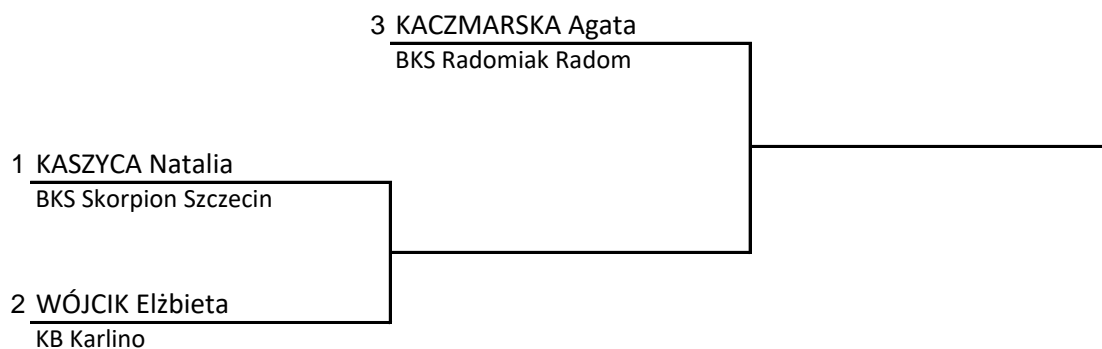 3 KACZMARSKA Agata
BKS Radomiak Radom
1 KASZYCA Natalia
BKS Skorpion Szczecin
2 WÓJCIK Elżbieta
KB Karlino